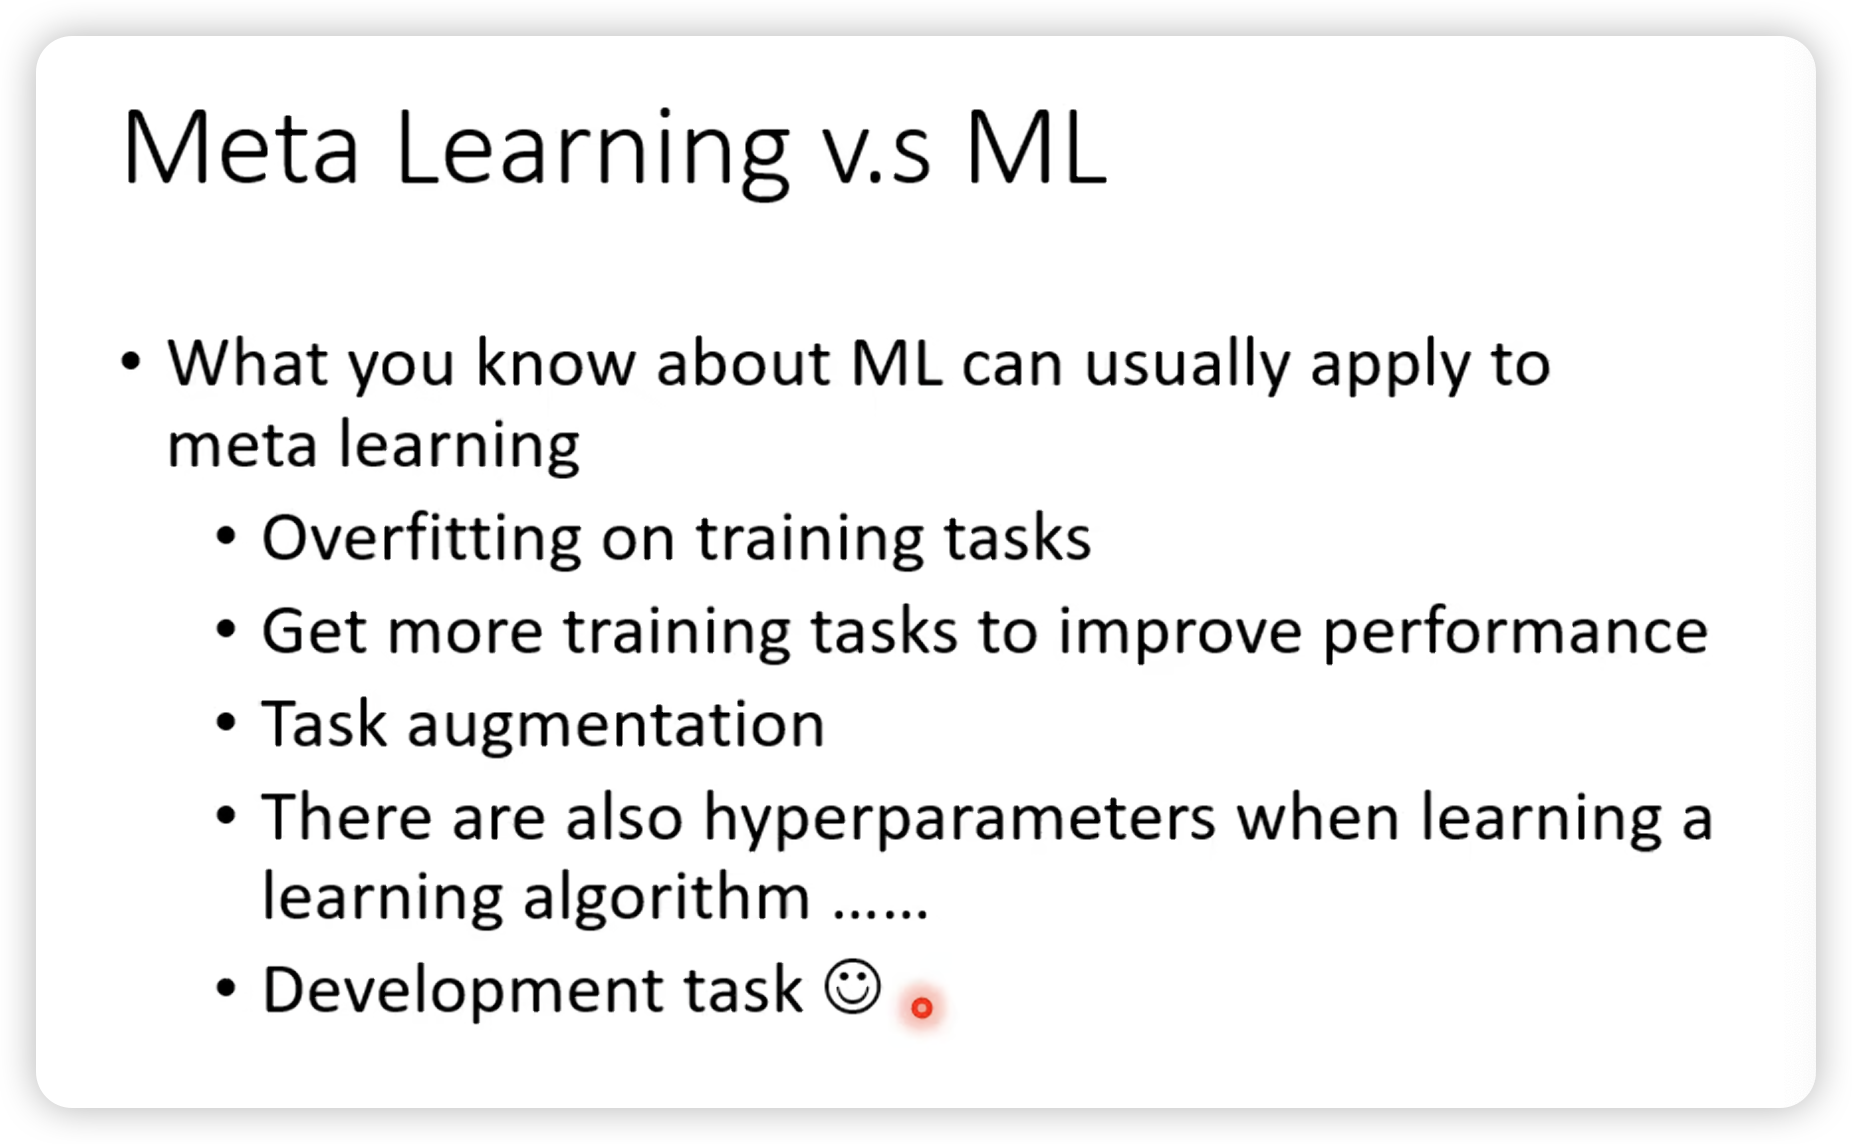 Meta Learning v.s ML
• What you know about ML can usually apply to
meta learning
• Overfitting on training tasks
• Get more training tasks to improve performance
• Task augmentation
• There are also hyperparameters when learning a
learning algorithm ......
• Development task ☺